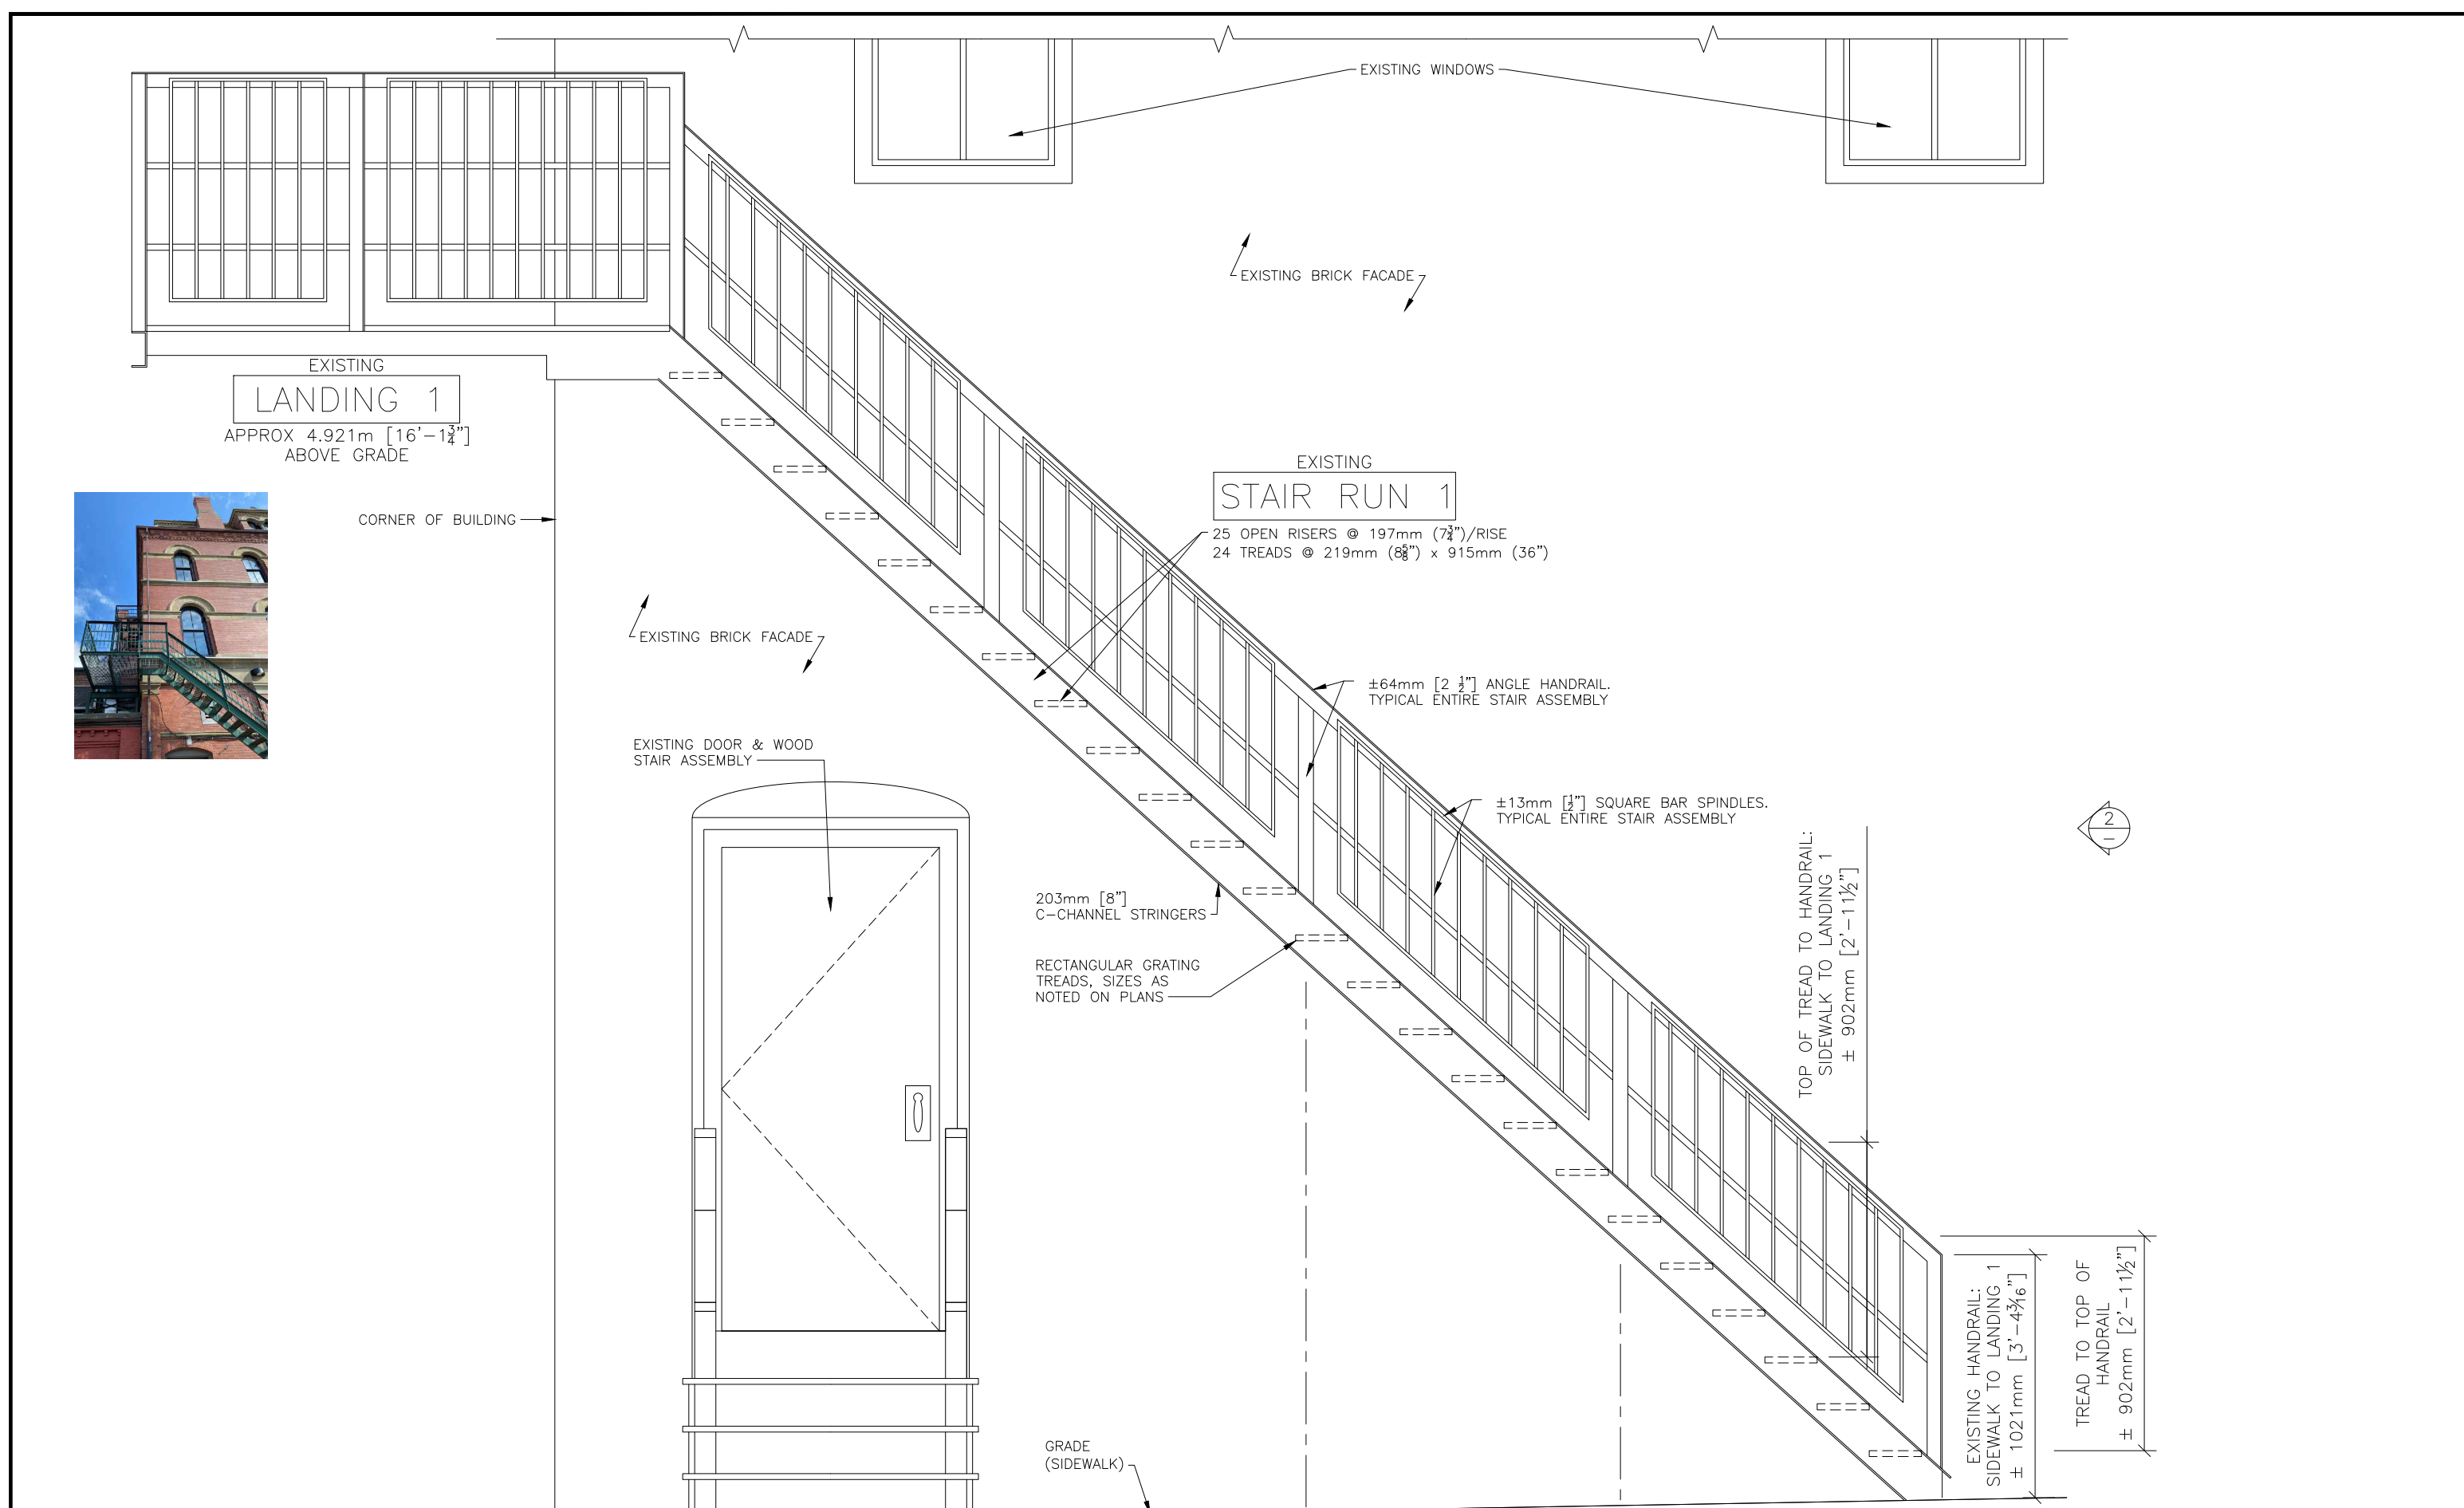 EXISTING WINDOWS
EXISTING BRICK FACADE
EXISTING
LANDING 1
APPROX 4.921m [16'-1¾"]
ABOVE GRADE
EXISTING
STAIR RUN 1
25 OPEN RISERS @ 197mm (7¾")/RISE
24 TREADS @ 219mm (8⅝") x 915mm (36")
CORNER OF BUILDING
EXISTING BRICK FACADE
±64mm [2 ½"] ANGLE HANDRAIL.
TYPICAL ENTIRE STAIR ASSEMBLY
EXISTING DOOR & WOOD
STAIR ASSEMBLY
±13mm [½"] SQUARE BAR SPINDLES.
TYPICAL ENTIRE STAIR ASSEMBLY
2
–
203mm [8"]
C-CHANNEL STRINGERS
RECTANGULAR GRATING
TREADS, SIZES AS
NOTED ON PLANS
TOP OF TREAD TO HANDRAIL:
SIDEWALK TO LANDING 1
± 902mm [2'-11½"]
EXISTING HANDRAIL:
SIDEWALK TO LANDING 1
± 1021mm [3'-4³⁄₁₆"]
TREAD TO TOP OF
HANDRAIL
± 902mm [2'-11½"]
GRADE
(SIDEWALK)